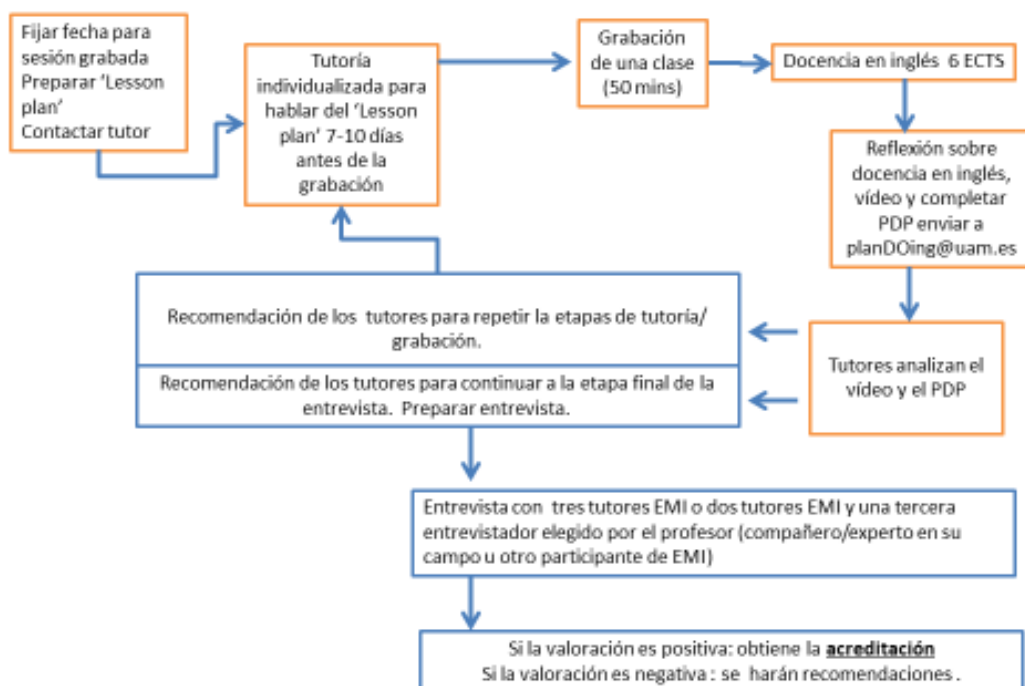 Fijar fecha para
sesión grabada
Preparar 'Lesson
plan'
Contactar tutor
Tutoría
individualizada para
hablar del 'Lesson
plan' 7-10 días
antes de la
grabación
Grabación
de una clase
(50 mins)
Docencia en inglés 6 ECTS
Reflexión sobre
docencia en inglés,
vídeo y completar
PDP enviar a
planDOing@uam.es
Tutores analizan el
vídeo y el PDP
Recomendación de los tutores para repetir la etapas de tutoría/
grabación.
Recomendación de los tutores para continuar a la etapa final de la
entrevista. Preparar entrevista.
Entrevista con tres tutores EMI o dos tutores EMI y una tercera
entrevistador elegido por el profesor (compañero/experto en su
campo u otro participante de EMI)
Si la valoración es positiva: obtiene la acreditación
Si la valoración es negativa : se harán recomendaciones .